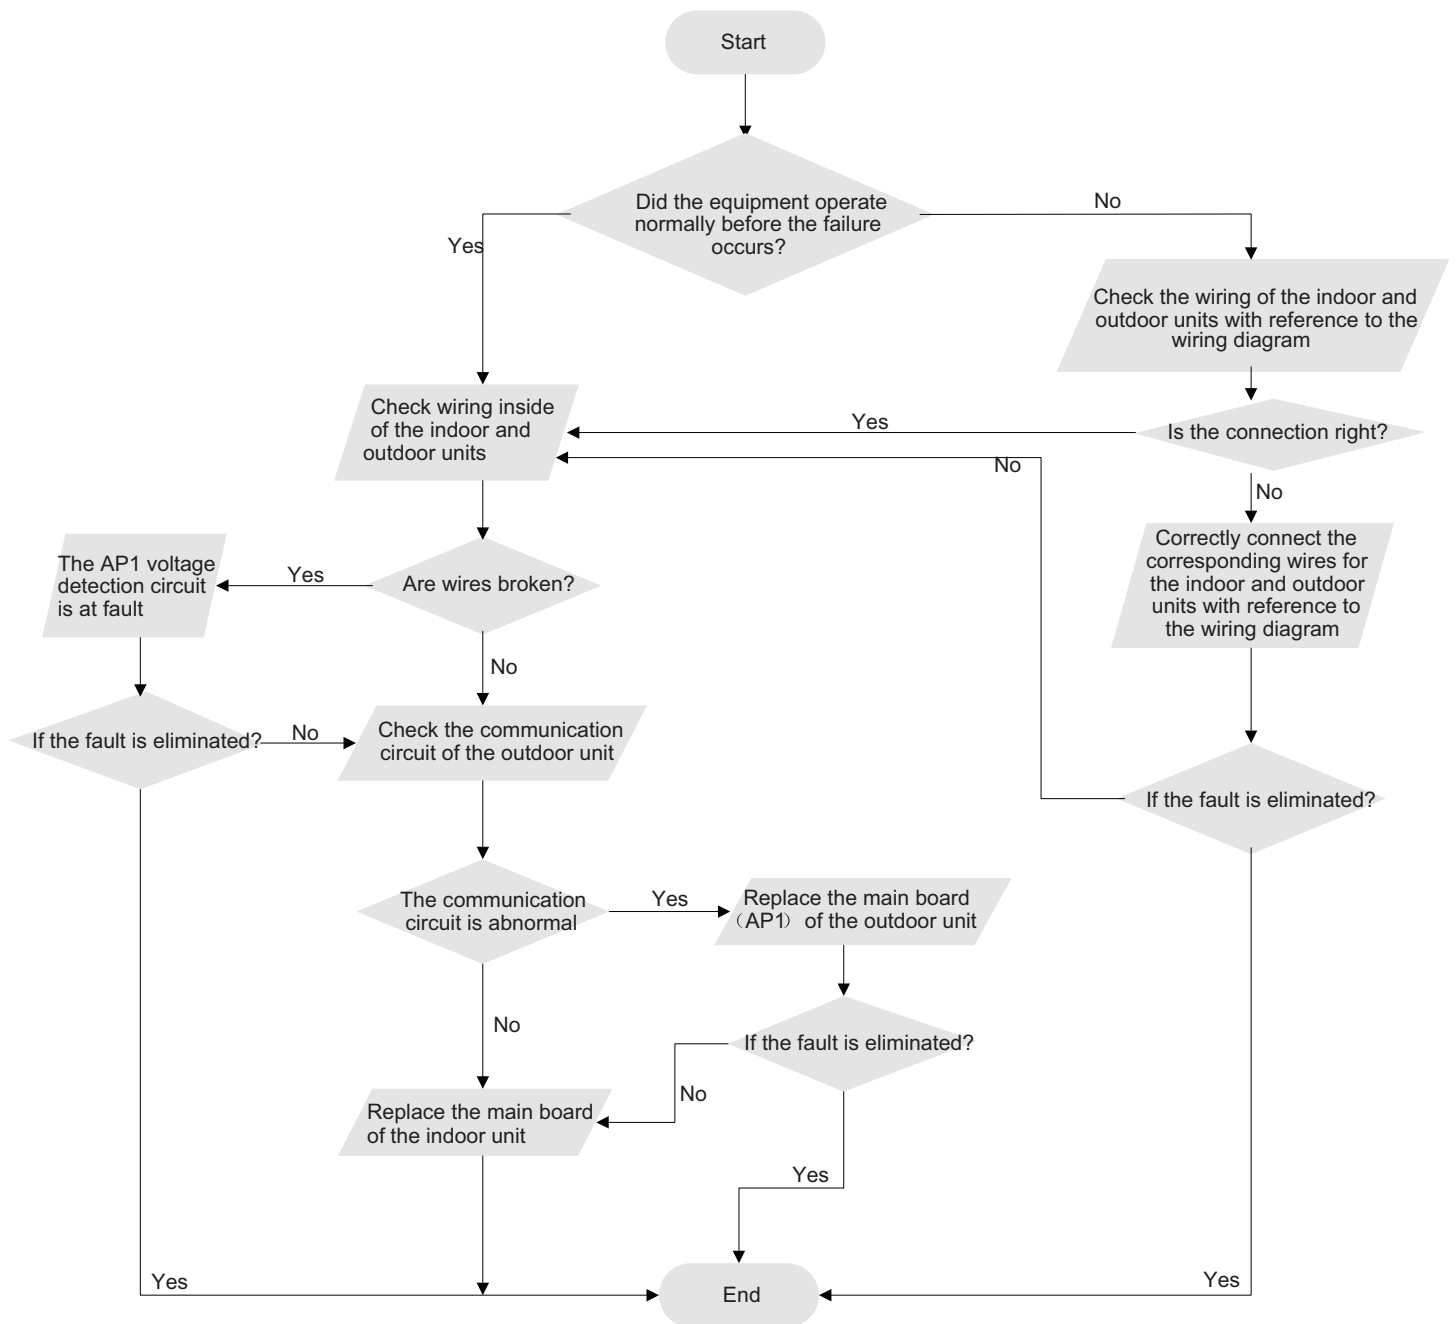 Start
Did the equipment operate
normally before the failure
occurs?
No
Yes
Check the wiring of the indoor and
outdoor units with reference to the
wiring diagram
Check wiring inside
of the indoor and
outdoor units
Yes
Is the connection right?
No
No
The AP1 voltage
detection circuit
is at fault
Yes
Are wires broken?
Correctly connect the
corresponding wires for
the indoor and outdoor
units with reference to
the wiring diagram
No
If the fault is eliminated?
No
Check the communication
circuit of the outdoor unit
If the fault is eliminated?
The communication
circuit is abnormal
Yes
Replace the main board
（AP1） of the outdoor unit
No
If the fault is eliminated?
No
Replace the main board
of the indoor unit
Yes
Yes
End
Yes